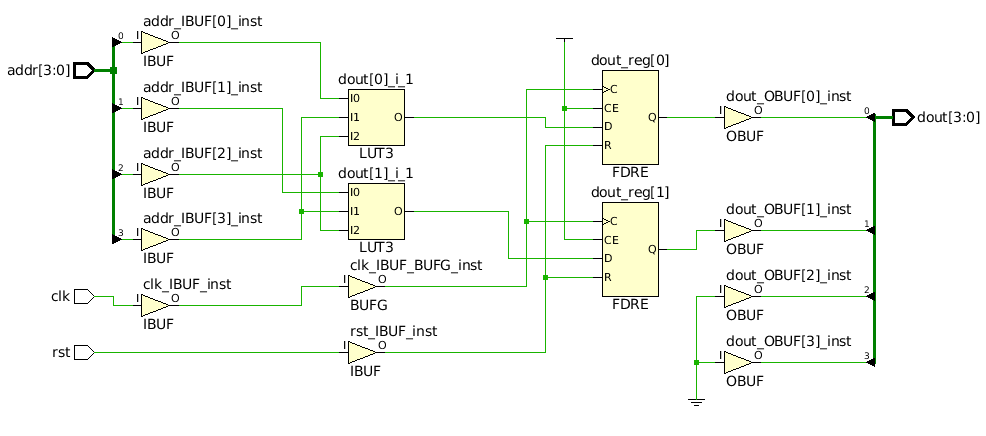 addr[3:0]
0
1
2
3
addr_IBUF[0]_inst
I
O
IBUF
addr_IBUF[1]_inst
I
O
IBUF
addr_IBUF[2]_inst
I
O
IBUF
addr_IBUF[3]_inst
I
O
IBUF
clk
clk_IBUF_inst
I
O
IBUF
rst
dout[0]_i_1
I0
I1
I2
O
LUT3
dout[1]_i_1
I0
I1
I2
O
LUT3
clk_IBUF_BUFG_inst
I
O
BUFG
rst_IBUF_inst
I
O
IBUF
dout_reg[0]
C
CE
D
R
Q
FDRE
dout_reg[1]
C
CE
D
R
Q
FDRE
dout_OBUF[0]_inst
I
O
OBUF
dout_OBUF[1]_inst
I
O
OBUF
dout_OBUF[2]_inst
I
O
OBUF
dout_OBUF[3]_inst
I
O
OBUF
0
1
2
3
dout[3:0]